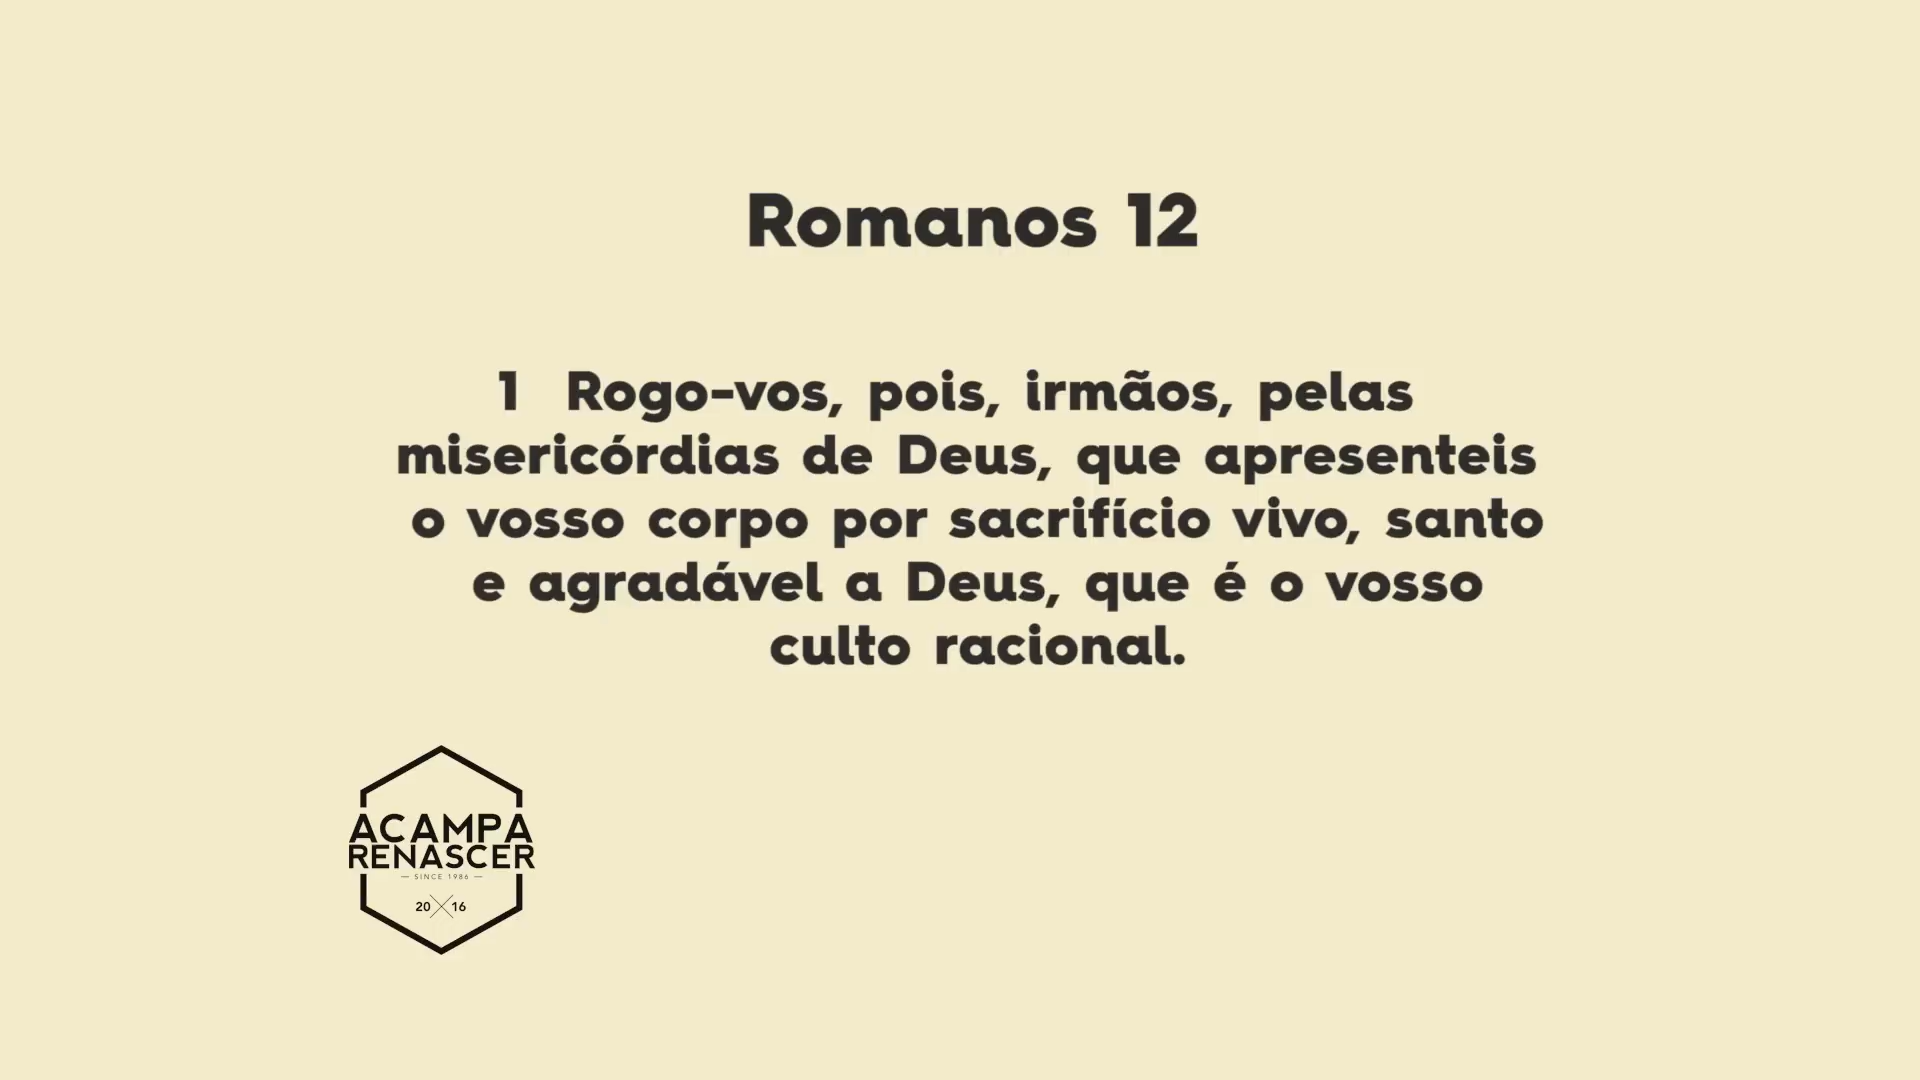 Romanos 12
1 Rogo-vos, pois, irmãos, pelas
misericórdias de Deus, que apresenteis
o vosso corpo por sacrifício vivo, santo
e agradável a Deus, que é o vosso
culto racional.
ACAMPA
RENASCER
— SINCE 1986 —
20 16